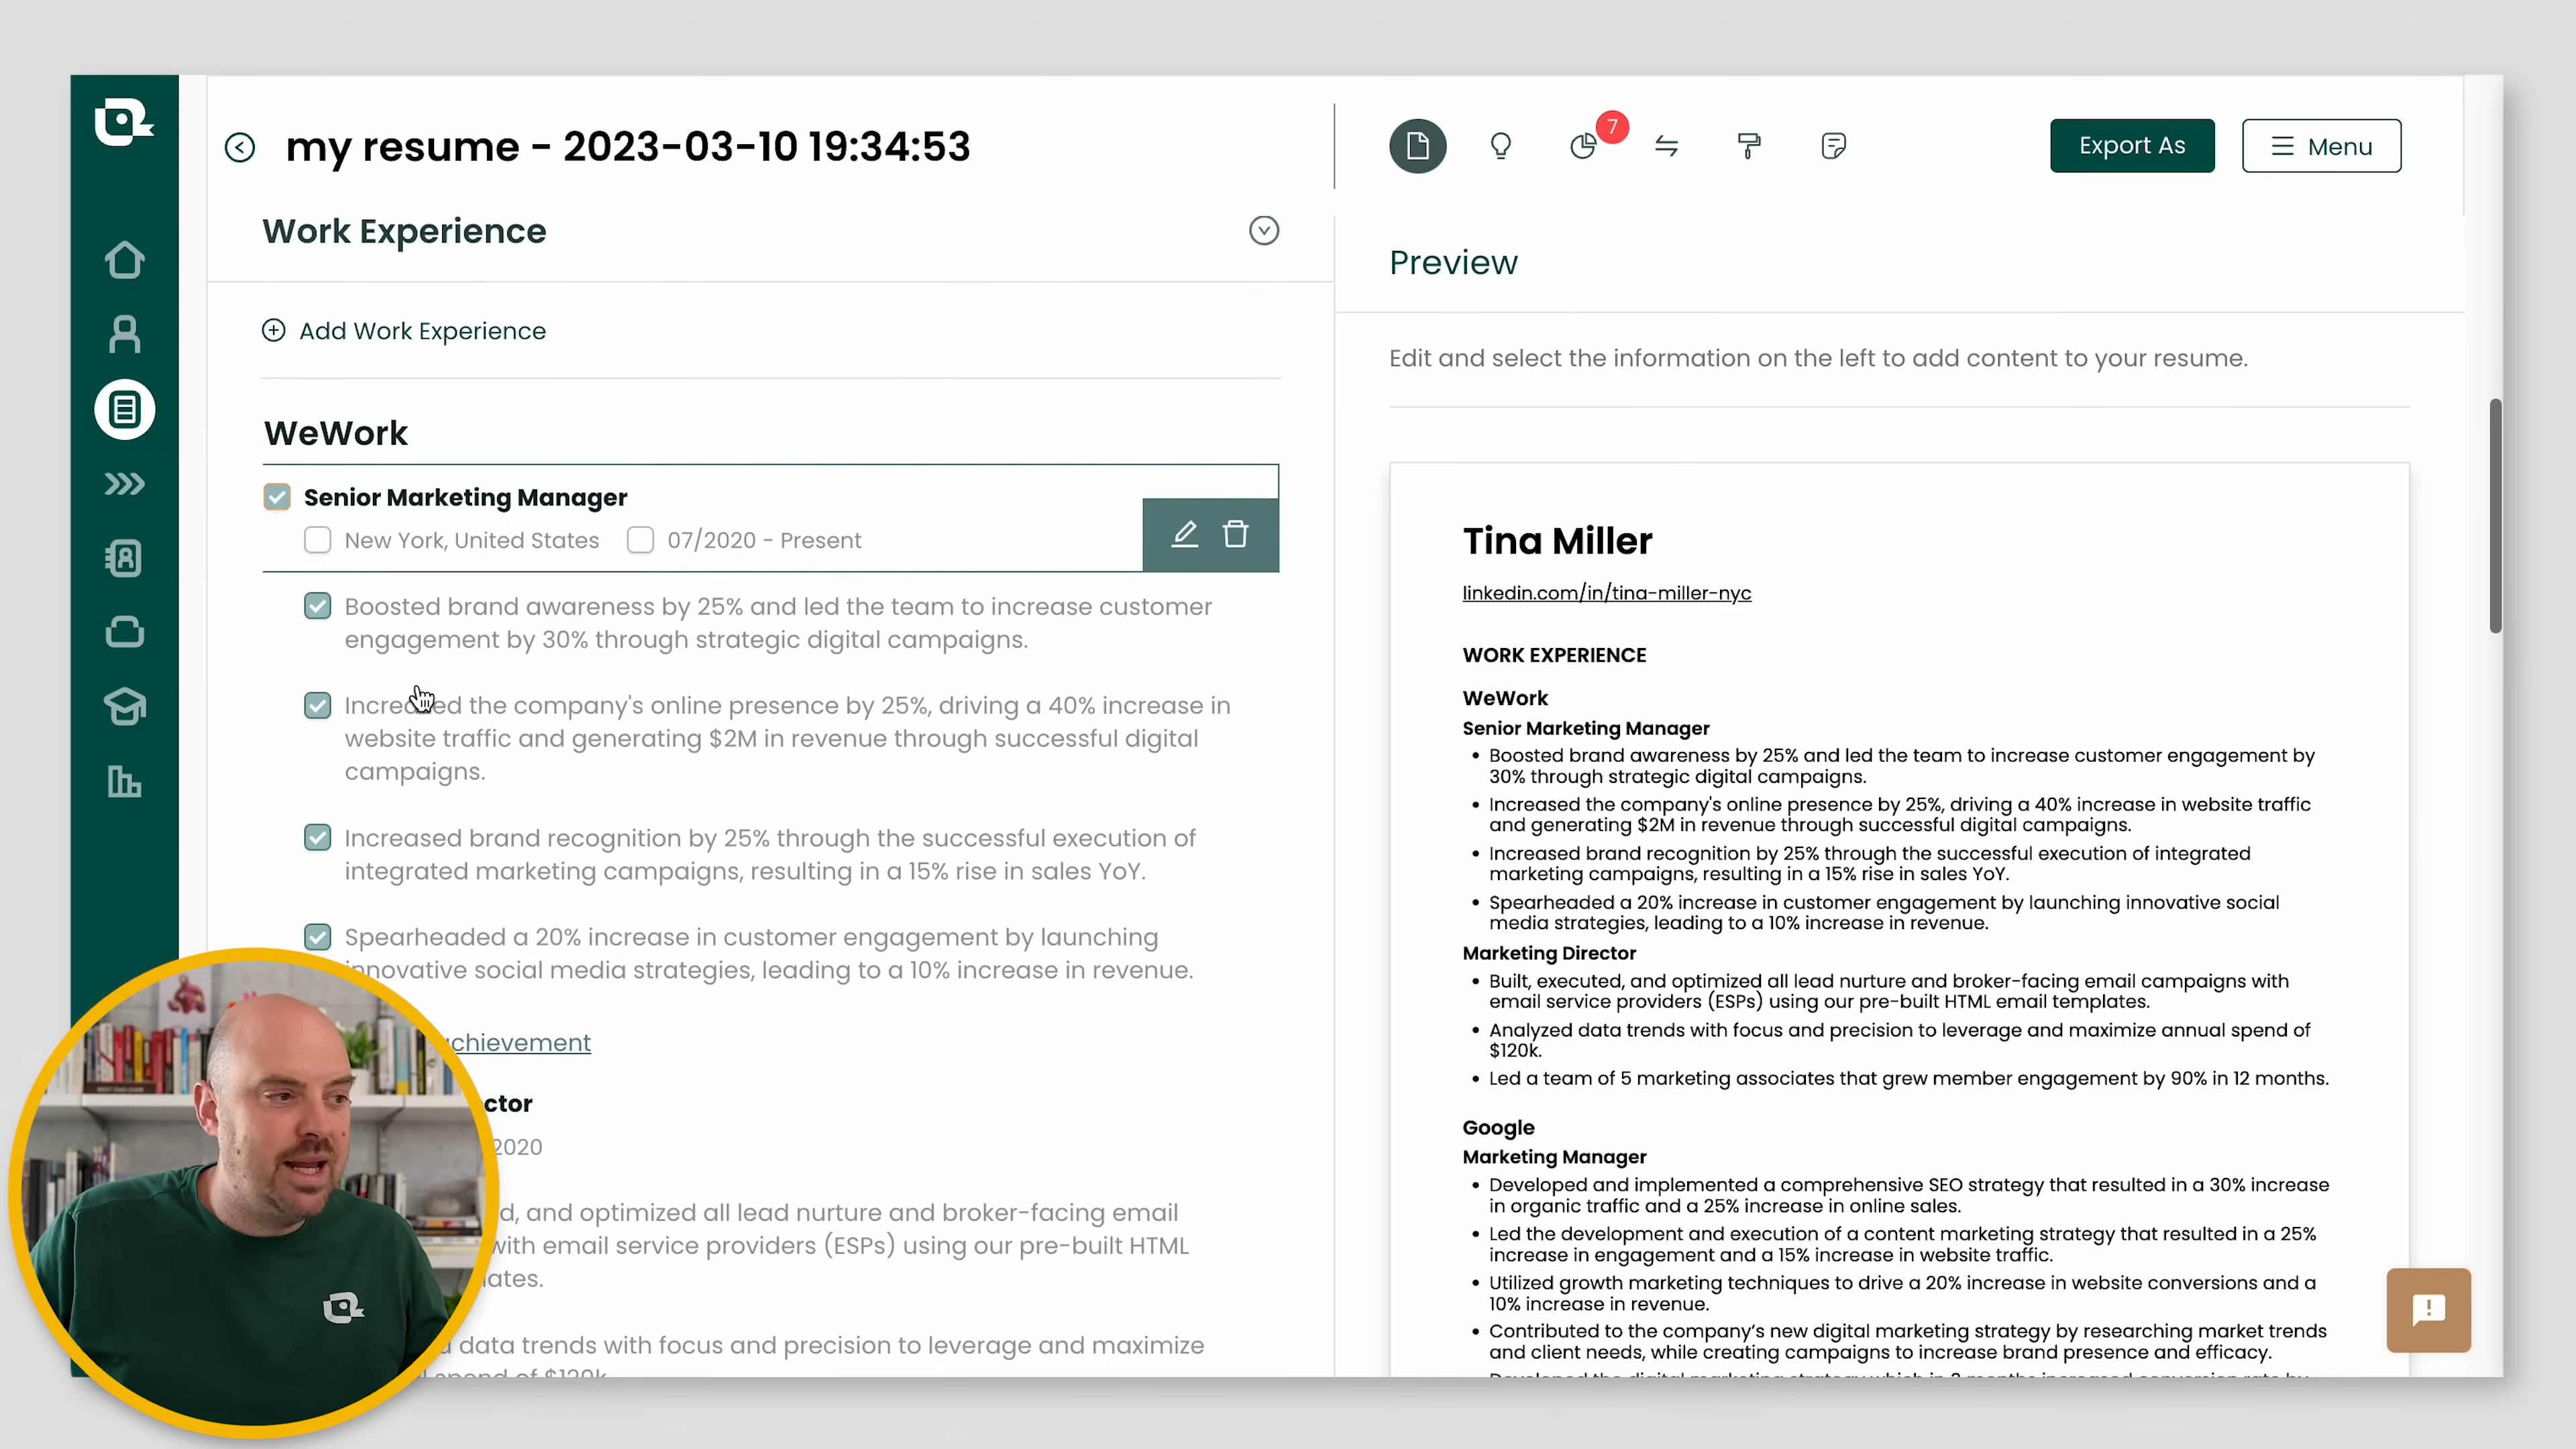 my resume - 2023-03-10 19:34:53
7
Export As
Menu
Work Experience
Add Work Experience
WeWork
Senior Marketing Manager
New York, United States
07/2020 - Present
Boosted brand awareness by 25% and led the team to increase customer
engagement by 30% through strategic digital campaigns.
Increased the company's online presence by 25%, driving a 40% increase in
website traffic and generating $2M in revenue through successful digital
campaigns.
Increased brand recognition by 25% through the successful execution of
integrated marketing campaigns, resulting in a 15% rise in sales YoY.
Spearheaded a 20% increase in customer engagement by launching
innovative social media strategies, leading to a 10% increase in revenue.
chievement
ctor
2020
d, and optimized all lead nurture and broker-facing email
with email service providers (ESPs) using our pre-built HTML
lates.
data trends with focus and precision to leverage and maximize
spend of $120k.
Preview
Edit and select the information on the left to add content to your resume.
Tina Miller
linkedin.com/in/tina-miller-nyc
WORK EXPERIENCE
WeWork
Senior Marketing Manager
• Boosted brand awareness by 25% and led the team to increase customer engagement by
30% through strategic digital campaigns.
• Increased the company's online presence by 25%, driving a 40% increase in website traffic
and generating $2M in revenue through successful digital campaigns.
• Increased brand recognition by 25% through the successful execution of integrated
marketing campaigns, resulting in a 15% rise in sales YoY.
• Spearheaded a 20% increase in customer engagement by launching innovative social
media strategies, leading to a 10% increase in revenue.
Marketing Director
• Built, executed, and optimized all lead nurture and broker-facing email campaigns with
email service providers (ESPs) using our pre-built HTML email templates.
• Analyzed data trends with focus and precision to leverage and maximize annual spend of
$120k.
• Led a team of 5 marketing associates that grew member engagement by 90% in 12 months.
Google
Marketing Manager
• Developed and implemented a comprehensive SEO strategy that resulted in a 30% increase
in organic traffic and a 25% increase in online sales.
• Led the development and execution of a content marketing strategy that resulted in a 25%
increase in engagement and a 15% increase in website traffic.
• Utilized growth marketing techniques to drive a 20% increase in website conversions and a
10% increase in revenue.
• Contributed to the company's new digital marketing strategy by researching market trends
and client needs, while creating campaigns to increase brand presence and efficacy.
Developed the digital marketing strategy which in 3 months increased conversion rate by